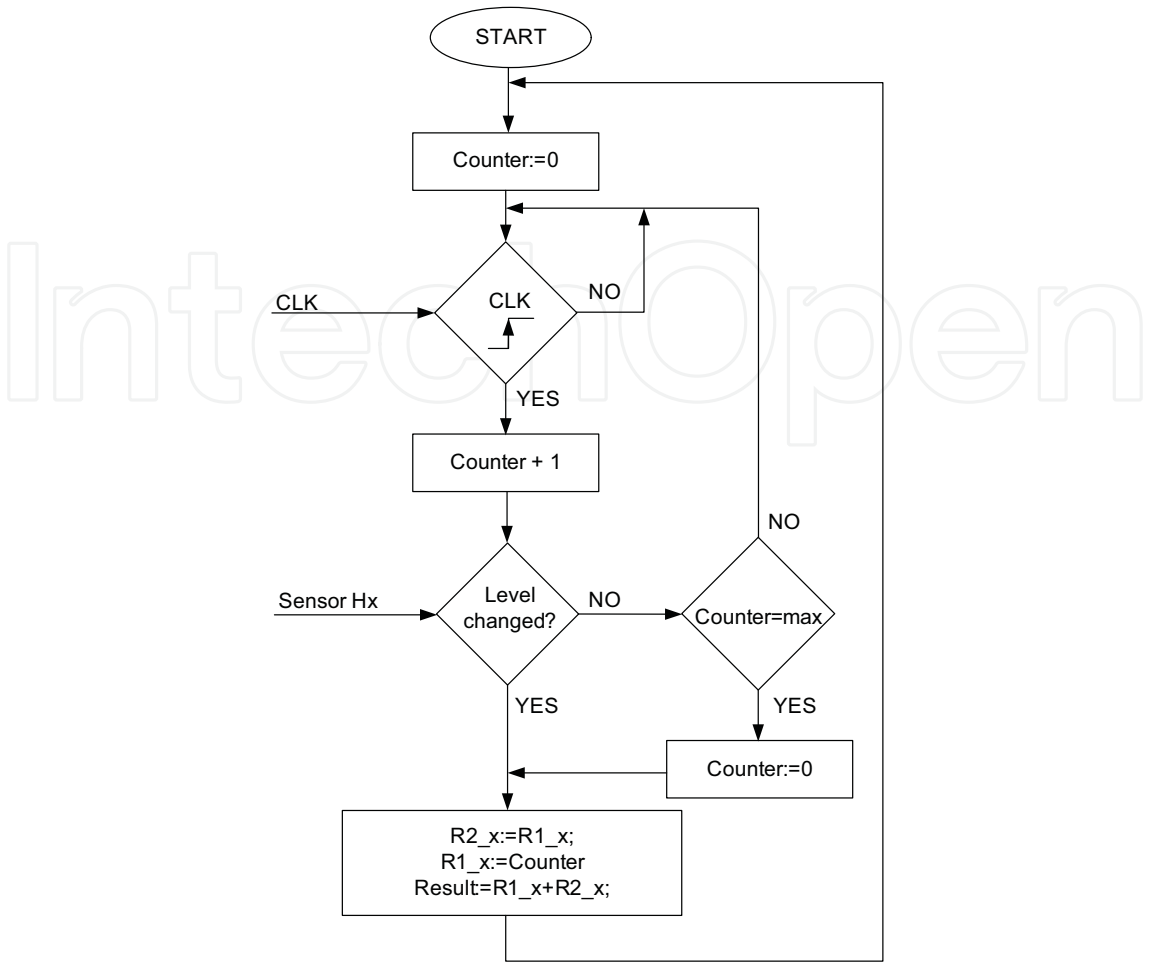 START
Counter:=0
CLK
CLK
NO
YES
Counter + 1
NO
Sensor Hx
Level
changed?
NO
Counter=max
YES
YES
Counter:=0
R2_x:=R1_x;
R1_x:=Counter
Result:=R1_x+R2_x;
IntechOpen